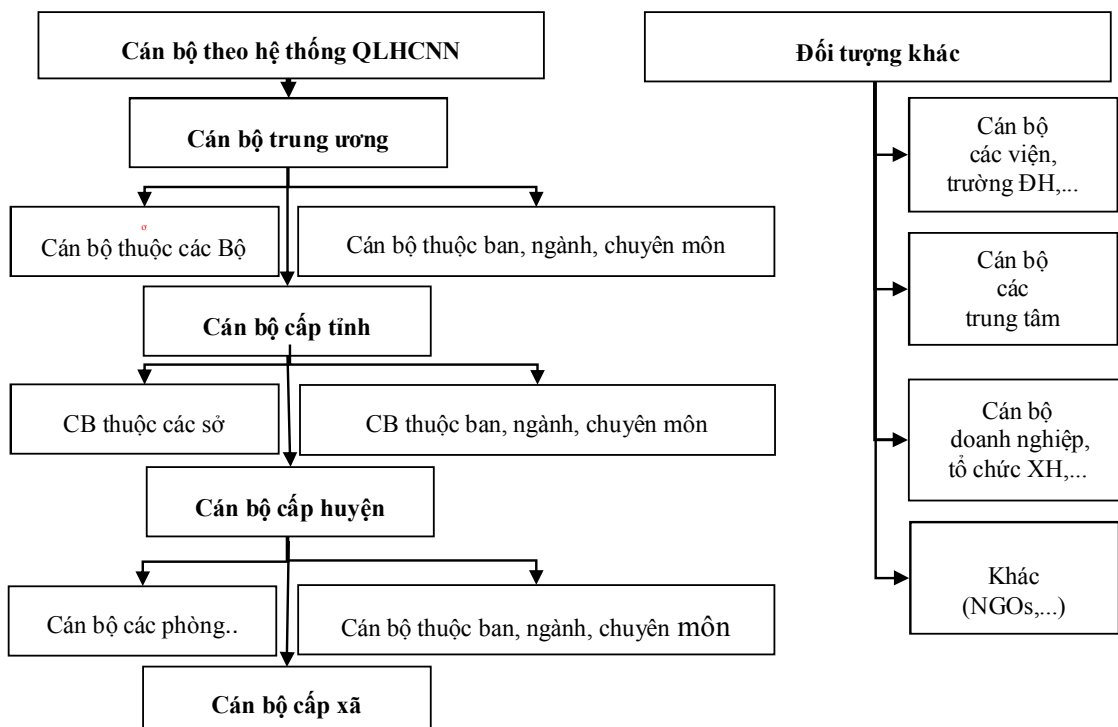 Cán bộ theo hệ thống QLHCNN
Cán bộ trung ương
ơ
Cán bộ thuộc các Bộ
Cán bộ thuộc ban, ngành, chuyên môn
Cán bộ cấp tỉnh
CB thuộc các sở
CB thuộc ban, ngành, chuyên môn
Cán bộ cấp huyện
Cán bộ các phòng..
Cán bộ thuộc ban, ngành, chuyên môn
Cán bộ cấp xã
Đối tượng khác
Cán bộ
các viện,
trường ĐH,...
Cán bộ
các
trung tâm
Cán bộ
doanh nghiệp,
tổ chức XH,...
Khác
(NGOs,...)